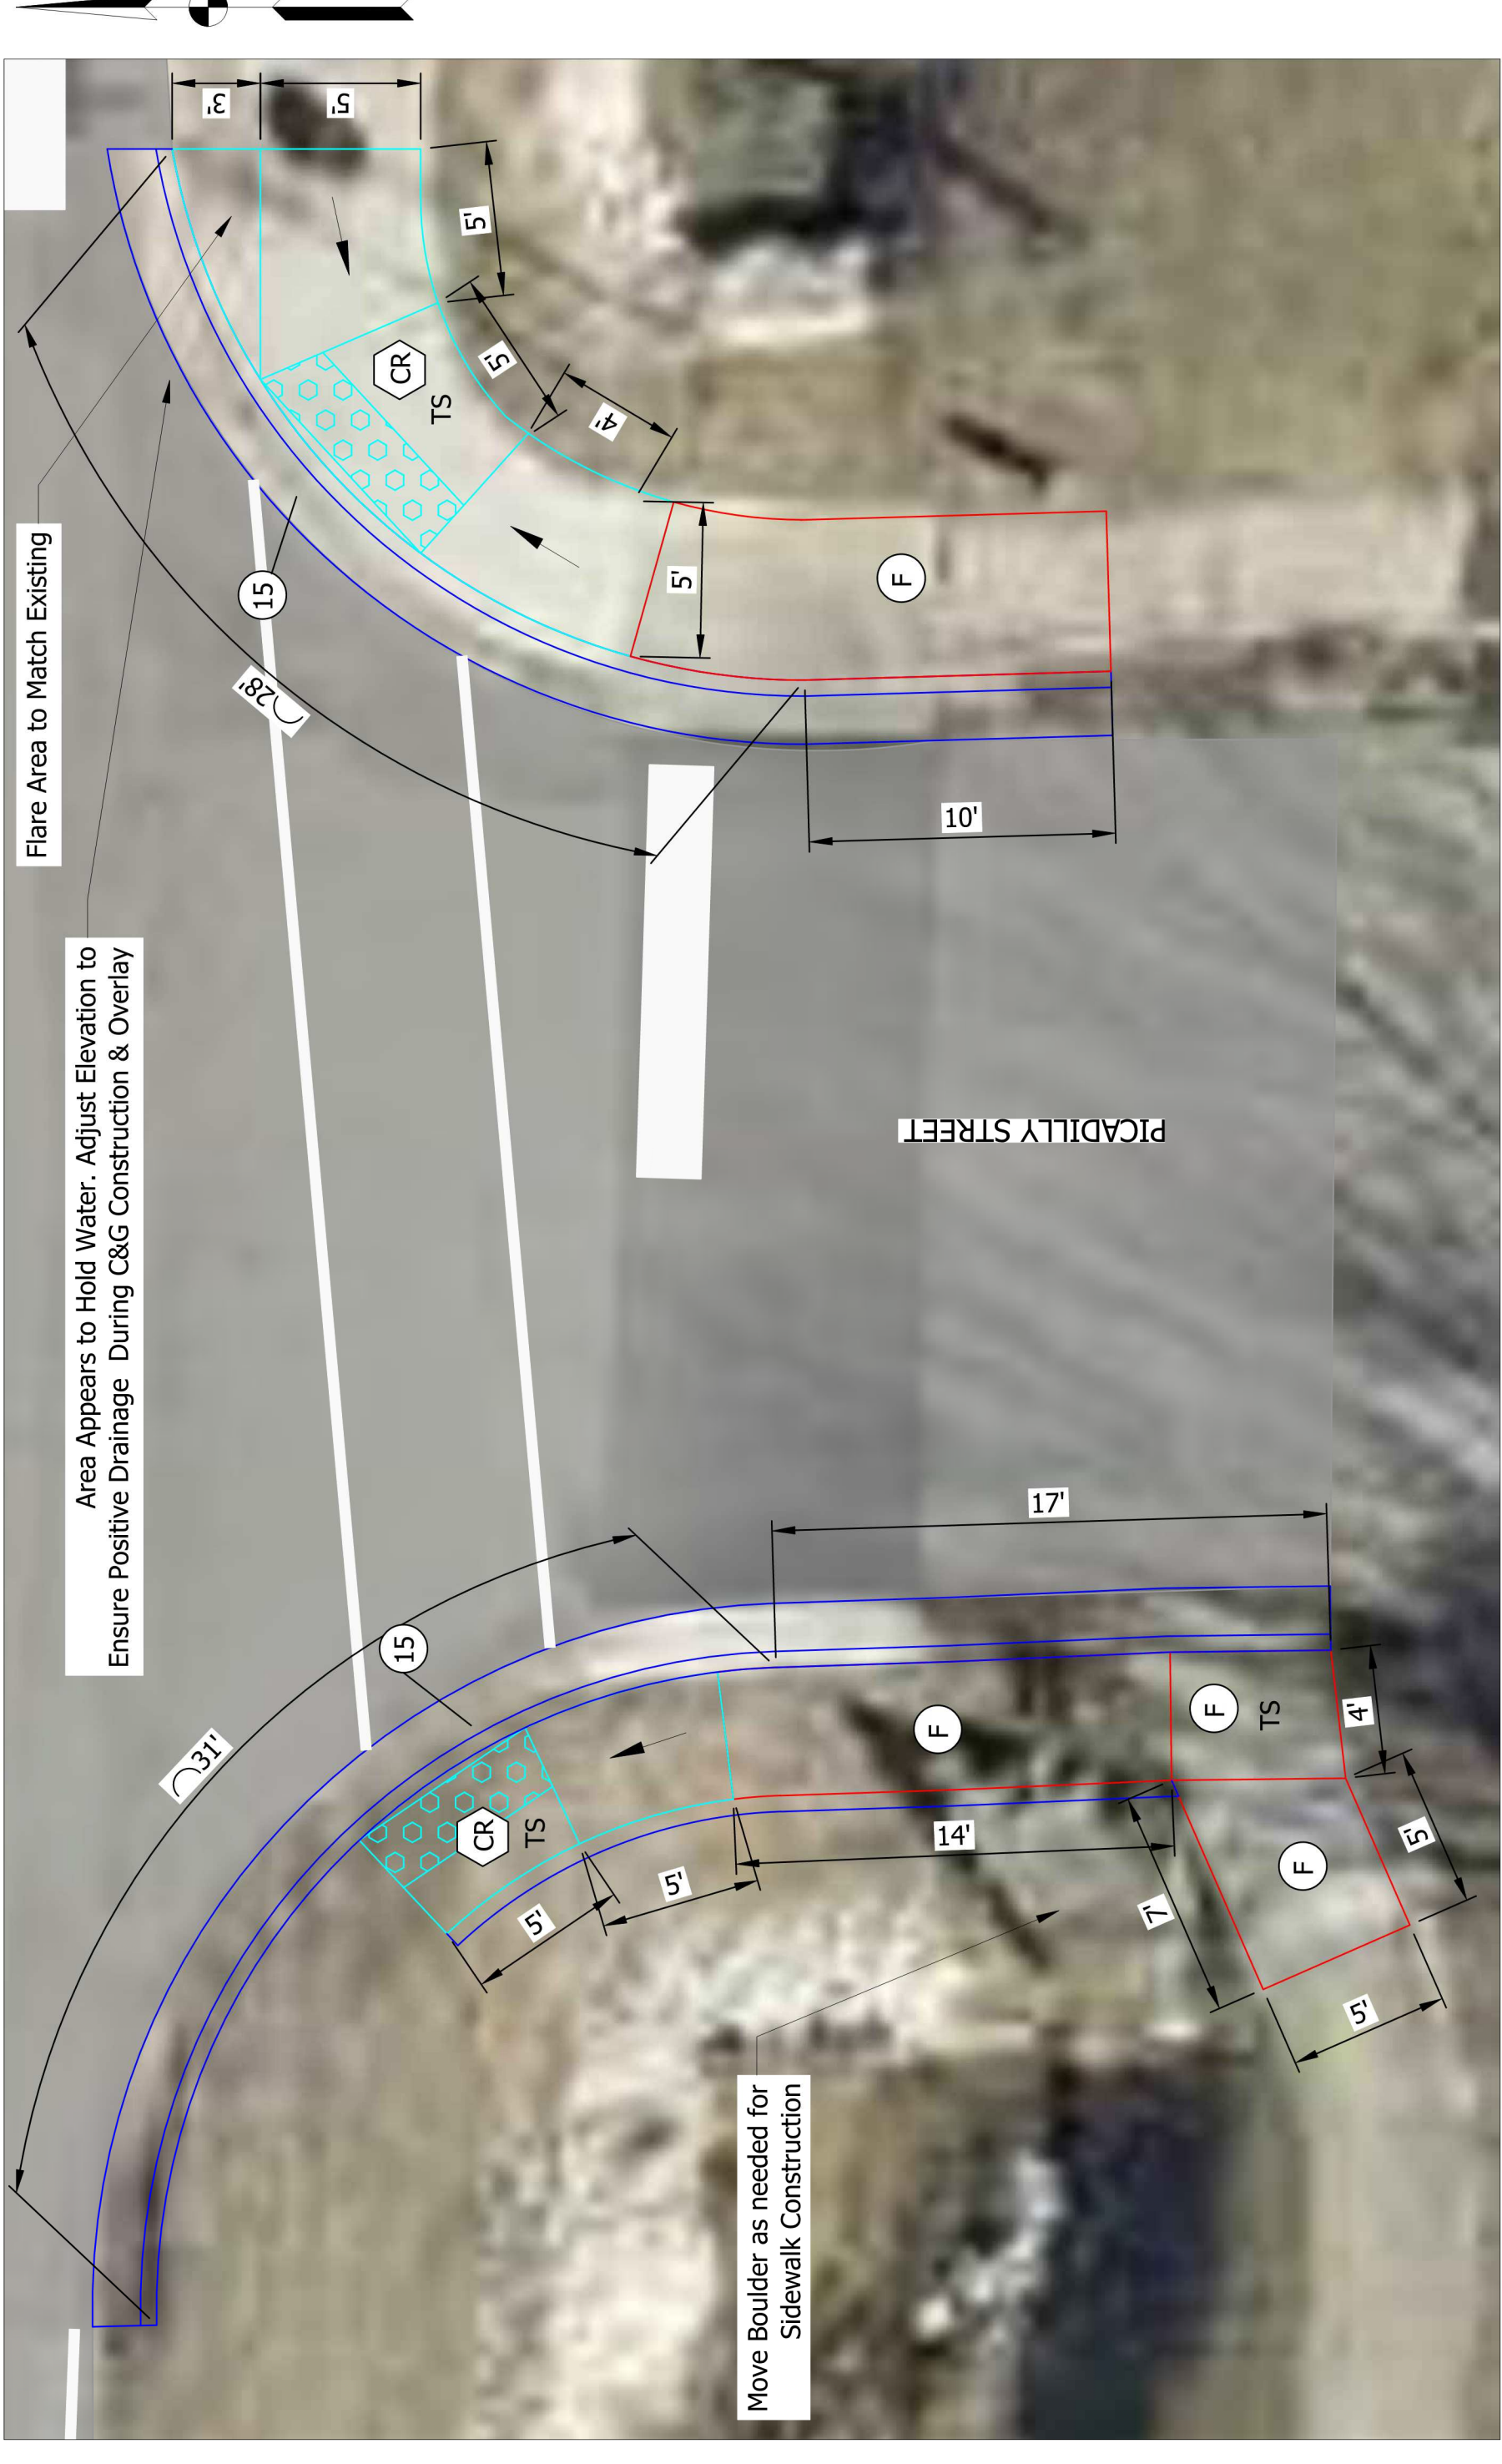 Flare Area to Match Existing
Area Appears to Hold Water. Adjust Elevation to
Ensure Positive Drainage During C&G Construction & Overlay
3'
5'
5'
5'
4'
CR
TS
5'
F
15
28'
10'
PICADILLY STREET
31'
15
17'
CR
TS
5'
5'
14'
F
F
TS
4'
5'
F
7'
5'
Move Boulder as needed for
Sidewalk Construction